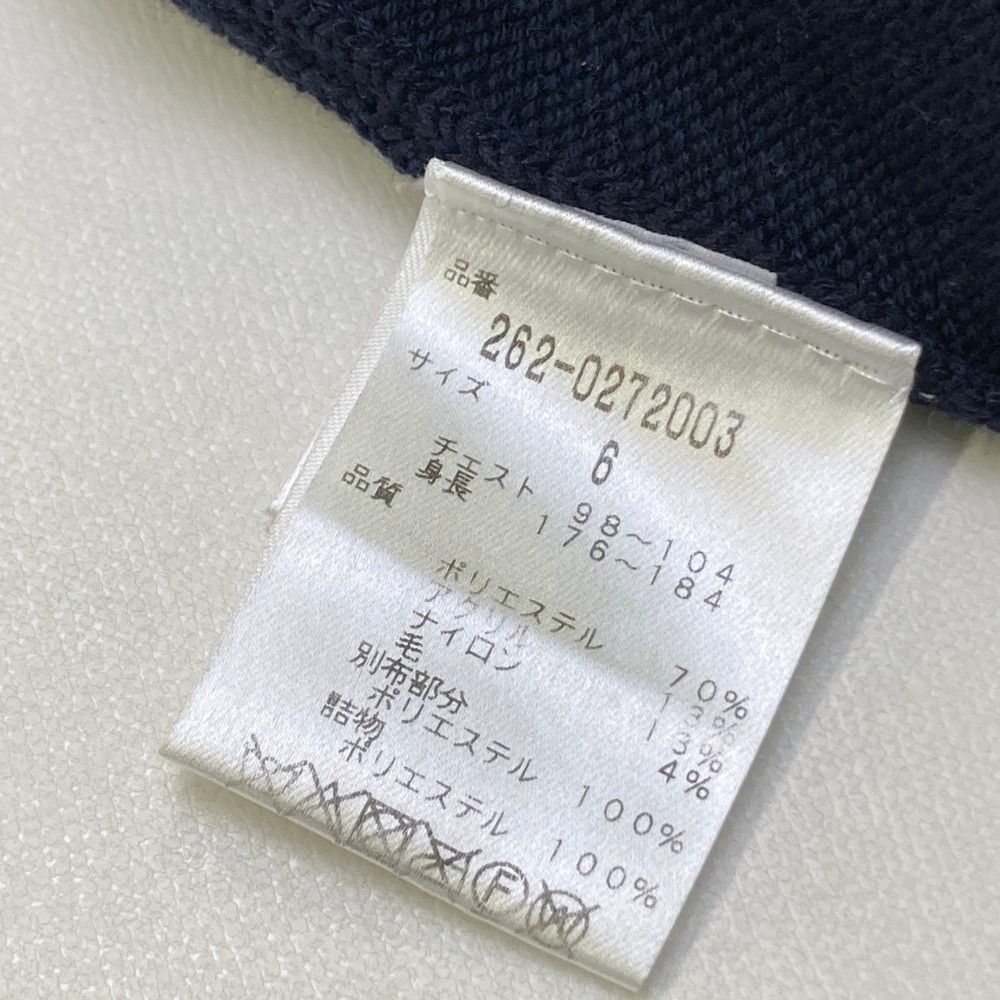 品番
262-0272003
サイズ
6
チェスト 98~104
身長 176~184
品質
ポリエステル 70%
アクリル 13%
ナイロン 13%
毛 4%
別布部分
ポリエステル 100%
詰物
ポリエステル 100%
F
W